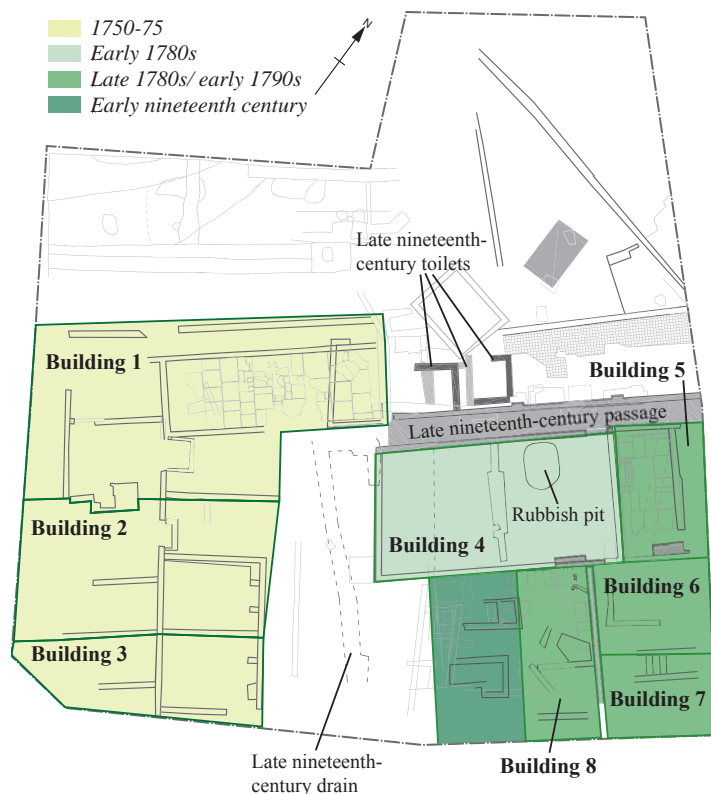 N
1750-75
Early 1780s
Late 1780s/ early 1790s
Early nineteenth century
Late nineteenth-
century toilets
Building 1
Building 5
Late nineteenth-century passage
Rubbish pit
Building 2
Building 4
Building 6
Building 3
Building 7
Late nineteenth-
century drain
Building 8